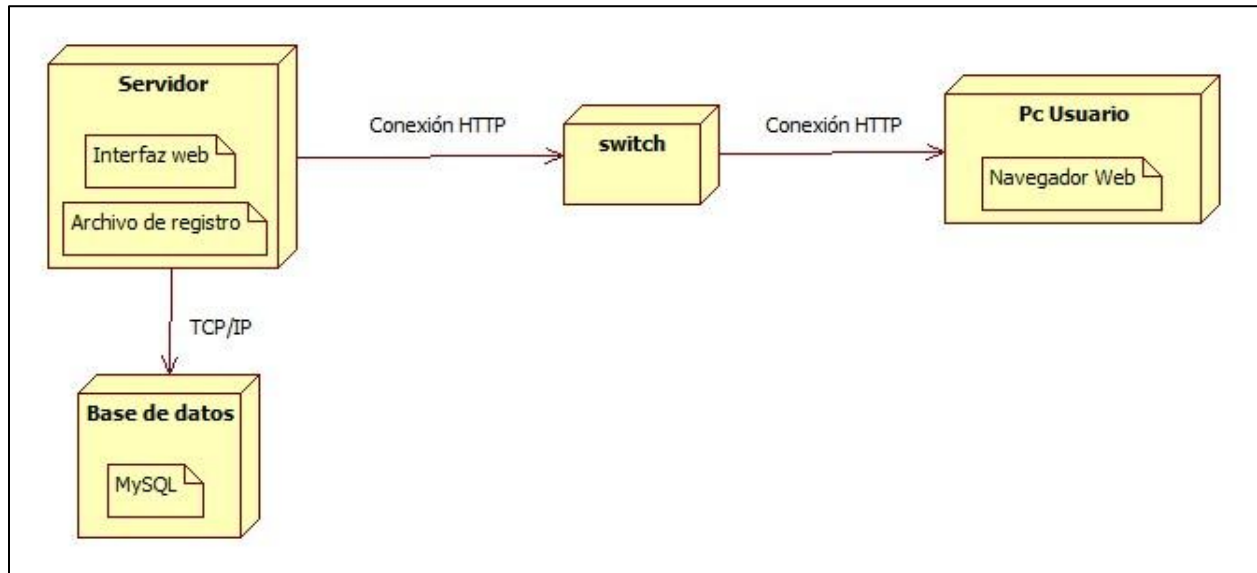 Servidor
Interfaz web
Archivo de registro
Conexión HTTP
switch
Conexión HTTP
Pc Usuario
Navegador Web
TCP/IP
Base de datos
MySQL